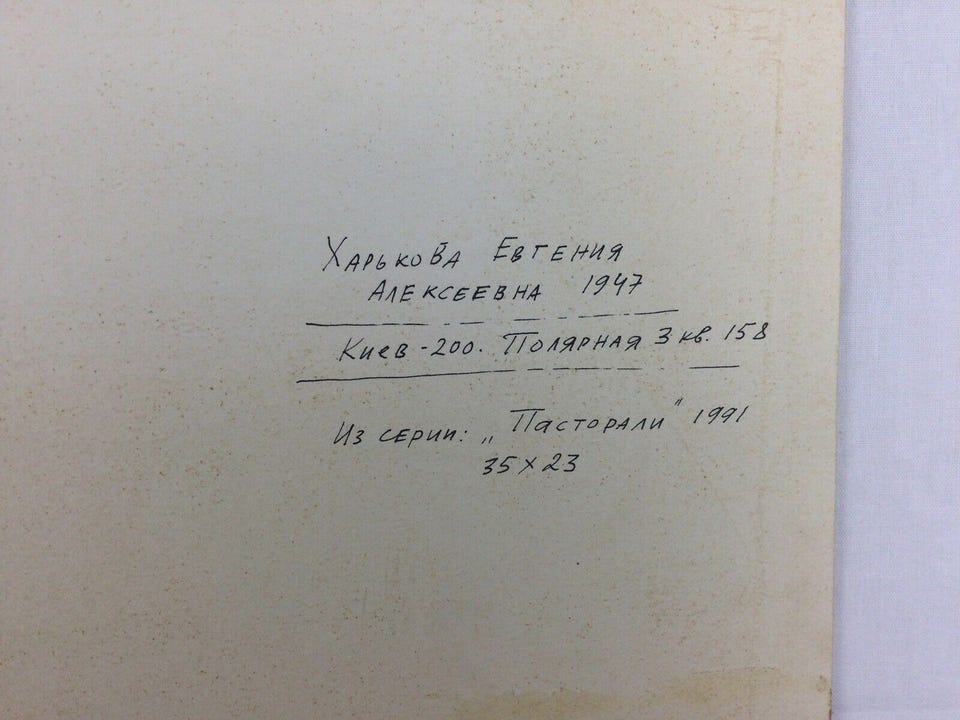 Харькова Евгения
Алексеевна 1947
Киев-200. Полярная 3 кв. 158
Из серии: „Пасторали" 1991
35×23